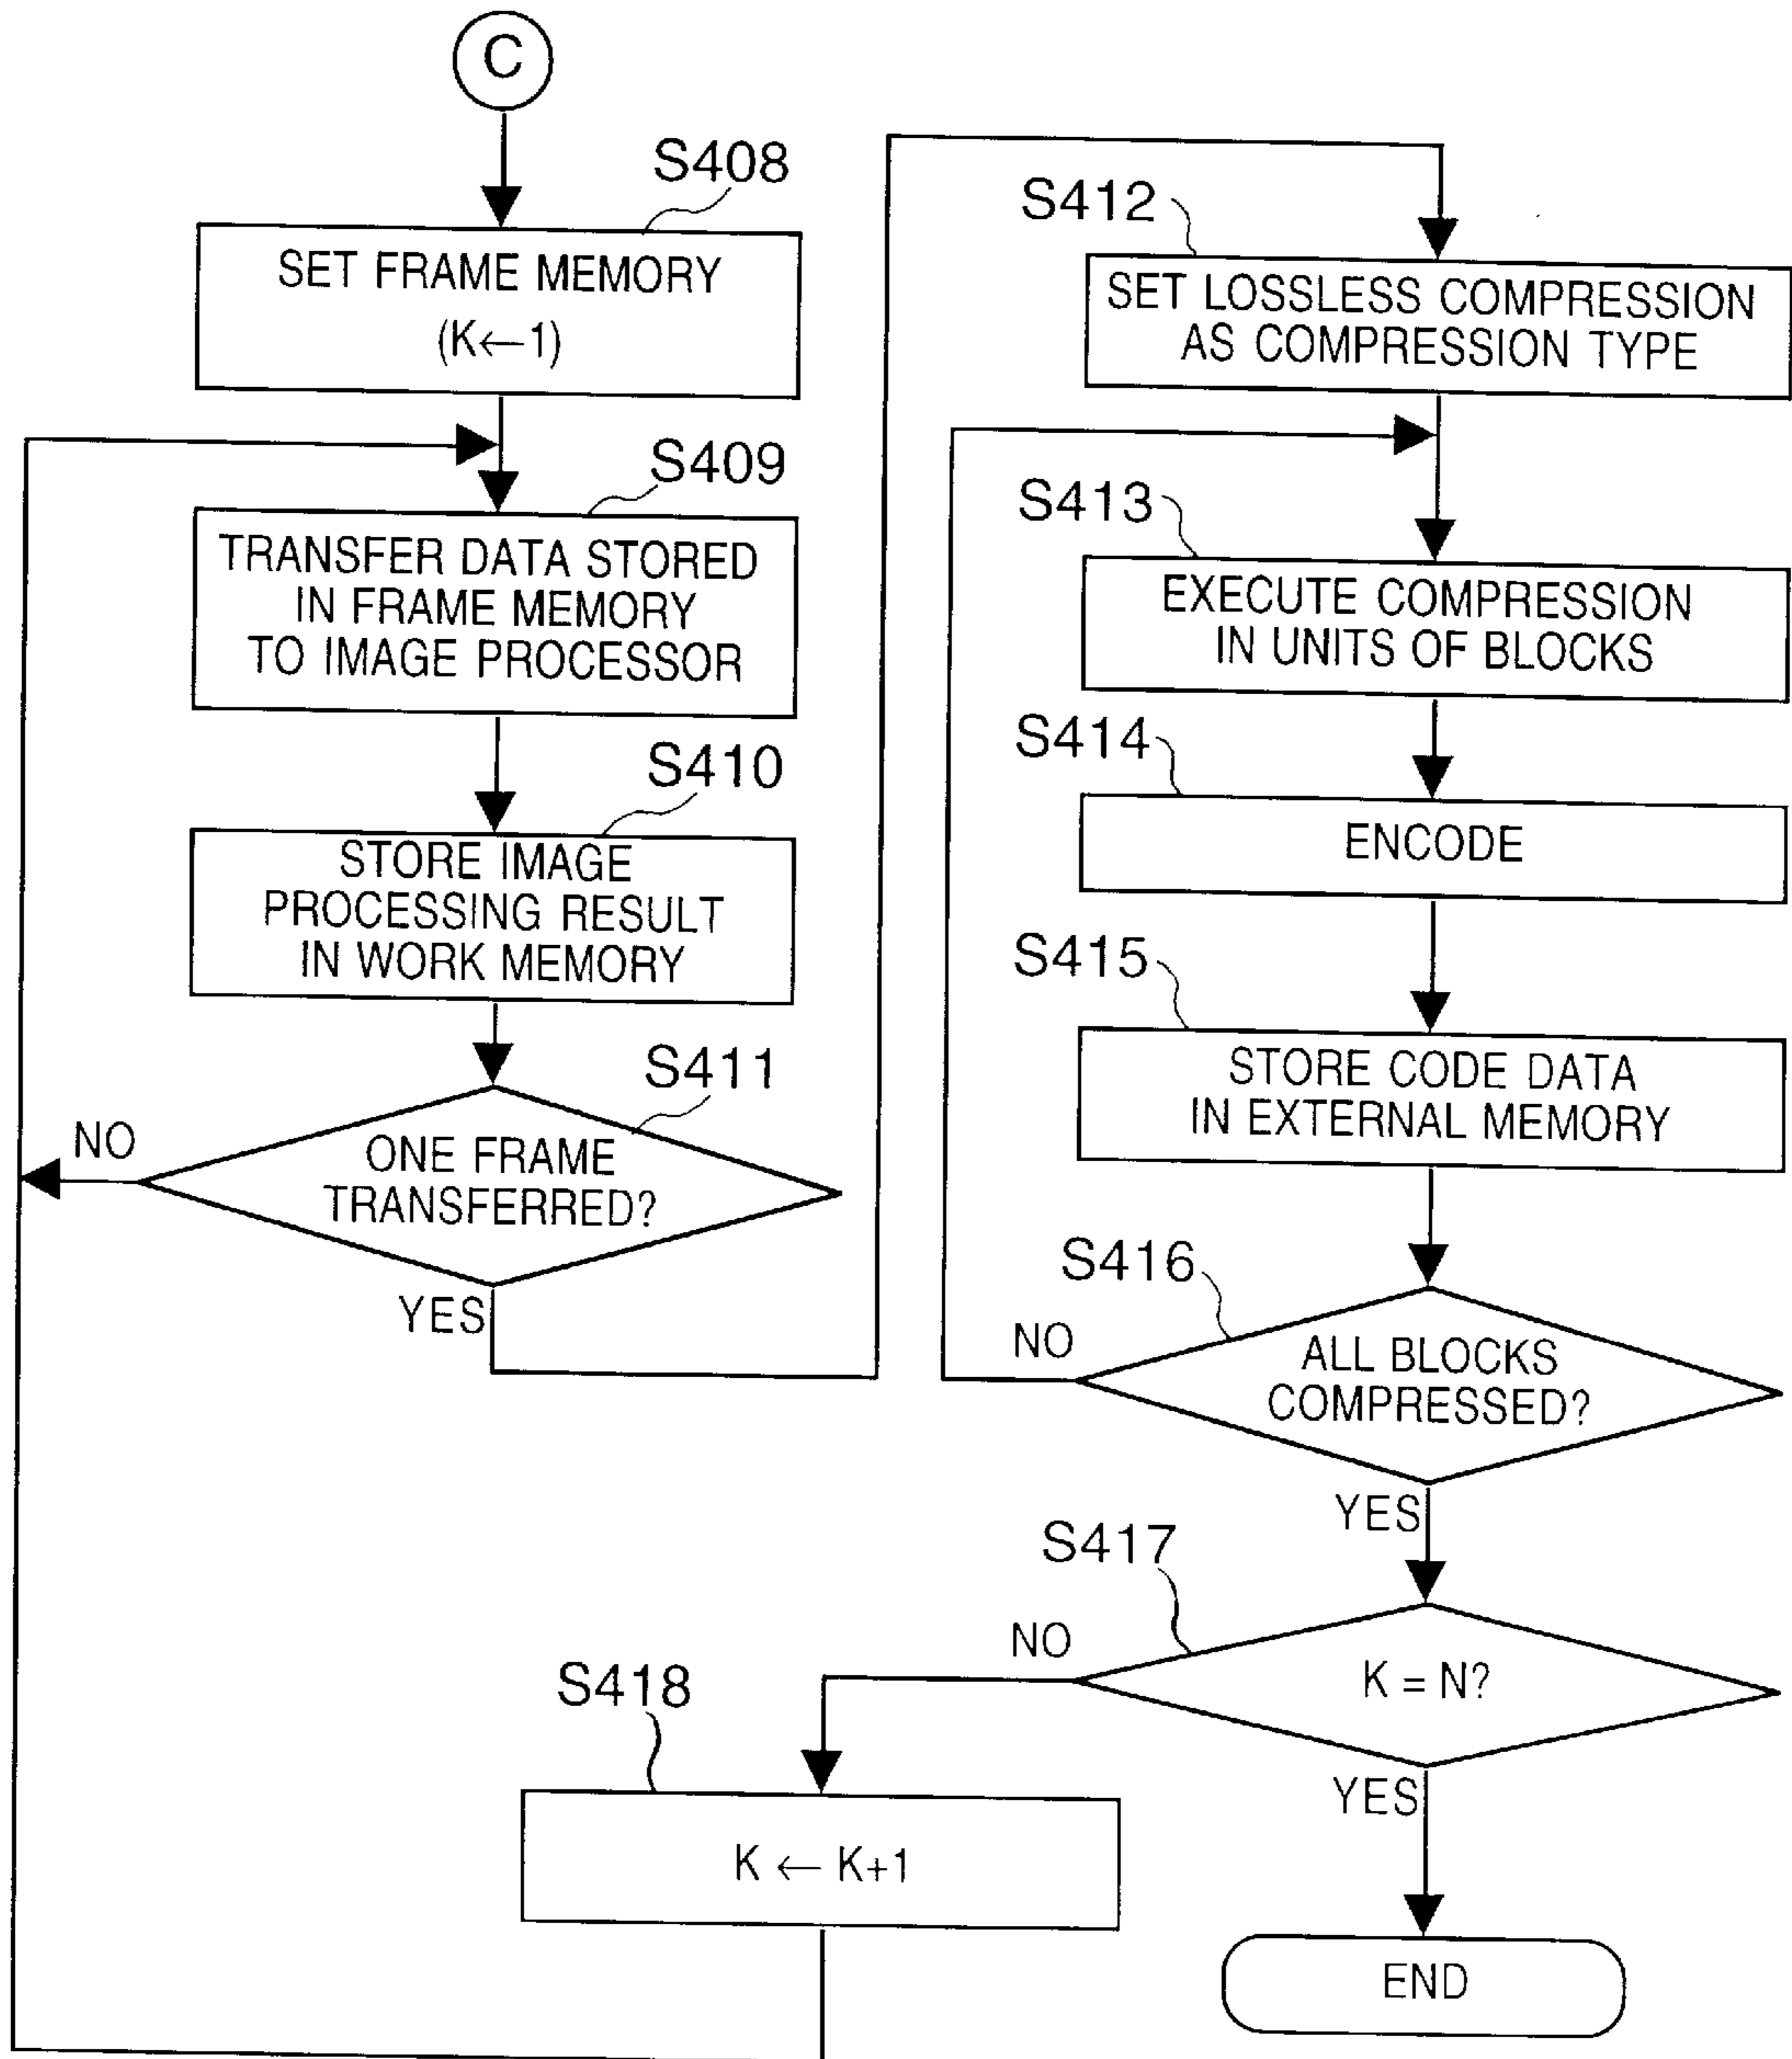 C
S408
SET FRAME MEMORY
(K←1)
S409
TRANSFER DATA STORED
IN FRAME MEMORY
TO IMAGE PROCESSOR
S410
STORE IMAGE
PROCESSING RESULT
IN WORK MEMORY
S411
ONE FRAME
TRANSFERRED?
NO
YES
S412
SET LOSSLESS COMPRESSION
AS COMPRESSION TYPE
S413
EXECUTE COMPRESSION
IN UNITS OF BLOCKS
S414
ENCODE
S415
STORE CODE DATA
IN EXTERNAL MEMORY
S416
ALL BLOCKS
COMPRESSED?
NO
YES
S417
K = N?
NO
YES
S418
K ← K+1
END